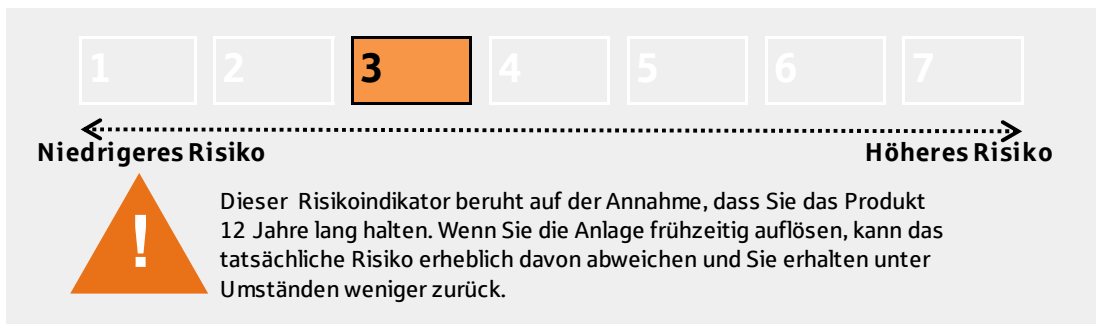 1 2 3 4 5 6 7
Niedrigeres Risiko Höheres Risiko
!
Dieser Risikoindikator beruht auf der Annahme, dass Sie das Produkt
12 Jahre lang halten. Wenn Sie die Anlage frühzeitig auflösen, kann das
tatsächliche Risiko erheblich davon abweichen und Sie erhalten unter
Umständen weniger zurück.